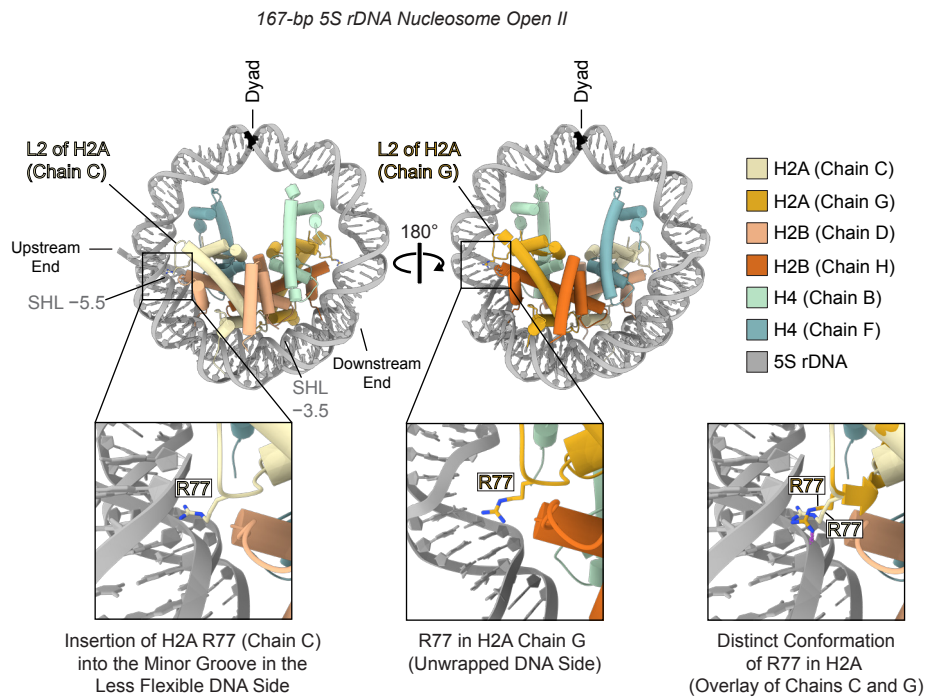 167-bp 5S rDNA Nucleosome Open II
Dyad
Dyad
L2 of H2A
(Chain C)
L2 of H2A
(Chain G)
Upstream
End
SHL −5.5
180°
SHL
−3.5
Downstream
End
H2A (Chain C)
H2A (Chain G)
H2B (Chain D)
H2B (Chain H)
H4 (Chain B)
H4 (Chain F)
5S rDNA
R77
R77
R77
R77
Insertion of H2A R77 (Chain C)
into the Minor Groove in the
Less Flexible DNA Side
R77 in H2A Chain G
(Unwrapped DNA Side)
Distinct Conformation
of R77 in H2A
(Overlay of Chains C and G)